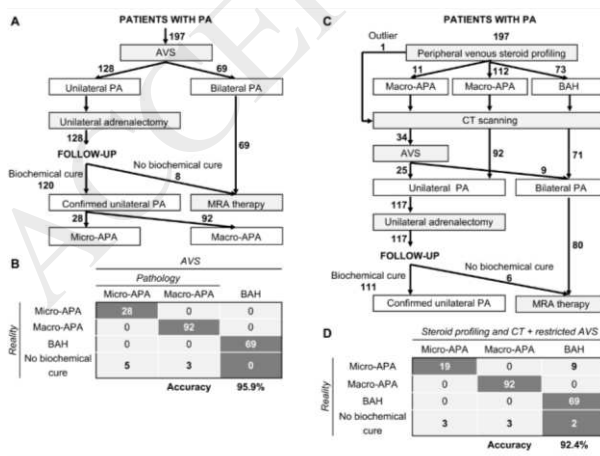 A
PATIENTS WITH PA
197
AVS
128
69
Unilateral PA
Bilateral PA
Unilateral adrenalectomy
128
69
FOLLOW-UP
No biochemical cure
8
Biochemical cure
120
Confirmed unilateral PA
MRA therapy
28
92
Micro-APA
Macro-APA
B
AVS
Pathology
Micro-APA Macro-APA BAH
Reality
Micro-APA 28 0 0
Macro-APA 0 92 0
BAH 0 0 69
No biochemical cure 5 3 0
Accuracy 95.9%
C
PATIENTS WITH PA
Outlier
1
197
Peripheral venous steroid profiling
11
112
73
Macro-APA
Macro-APA
BAH
CT scanning
34
AVS
92
71
25
9
Unilateral PA
Bilateral PA
117
Unilateral adrenalectomy
117
80
FOLLOW-UP
No biochemical cure
6
Biochemical cure
111
Confirmed unilateral PA
MRA therapy
D
Steroid profiling and CT + restricted AVS
Micro-APA Macro-APA BAH
Reality
Micro-APA 19 0 9
Macro-APA 0 92 0
BAH 0 0 69
No biochemical cure 3 3 2
Accuracy 92.4%
ACCE